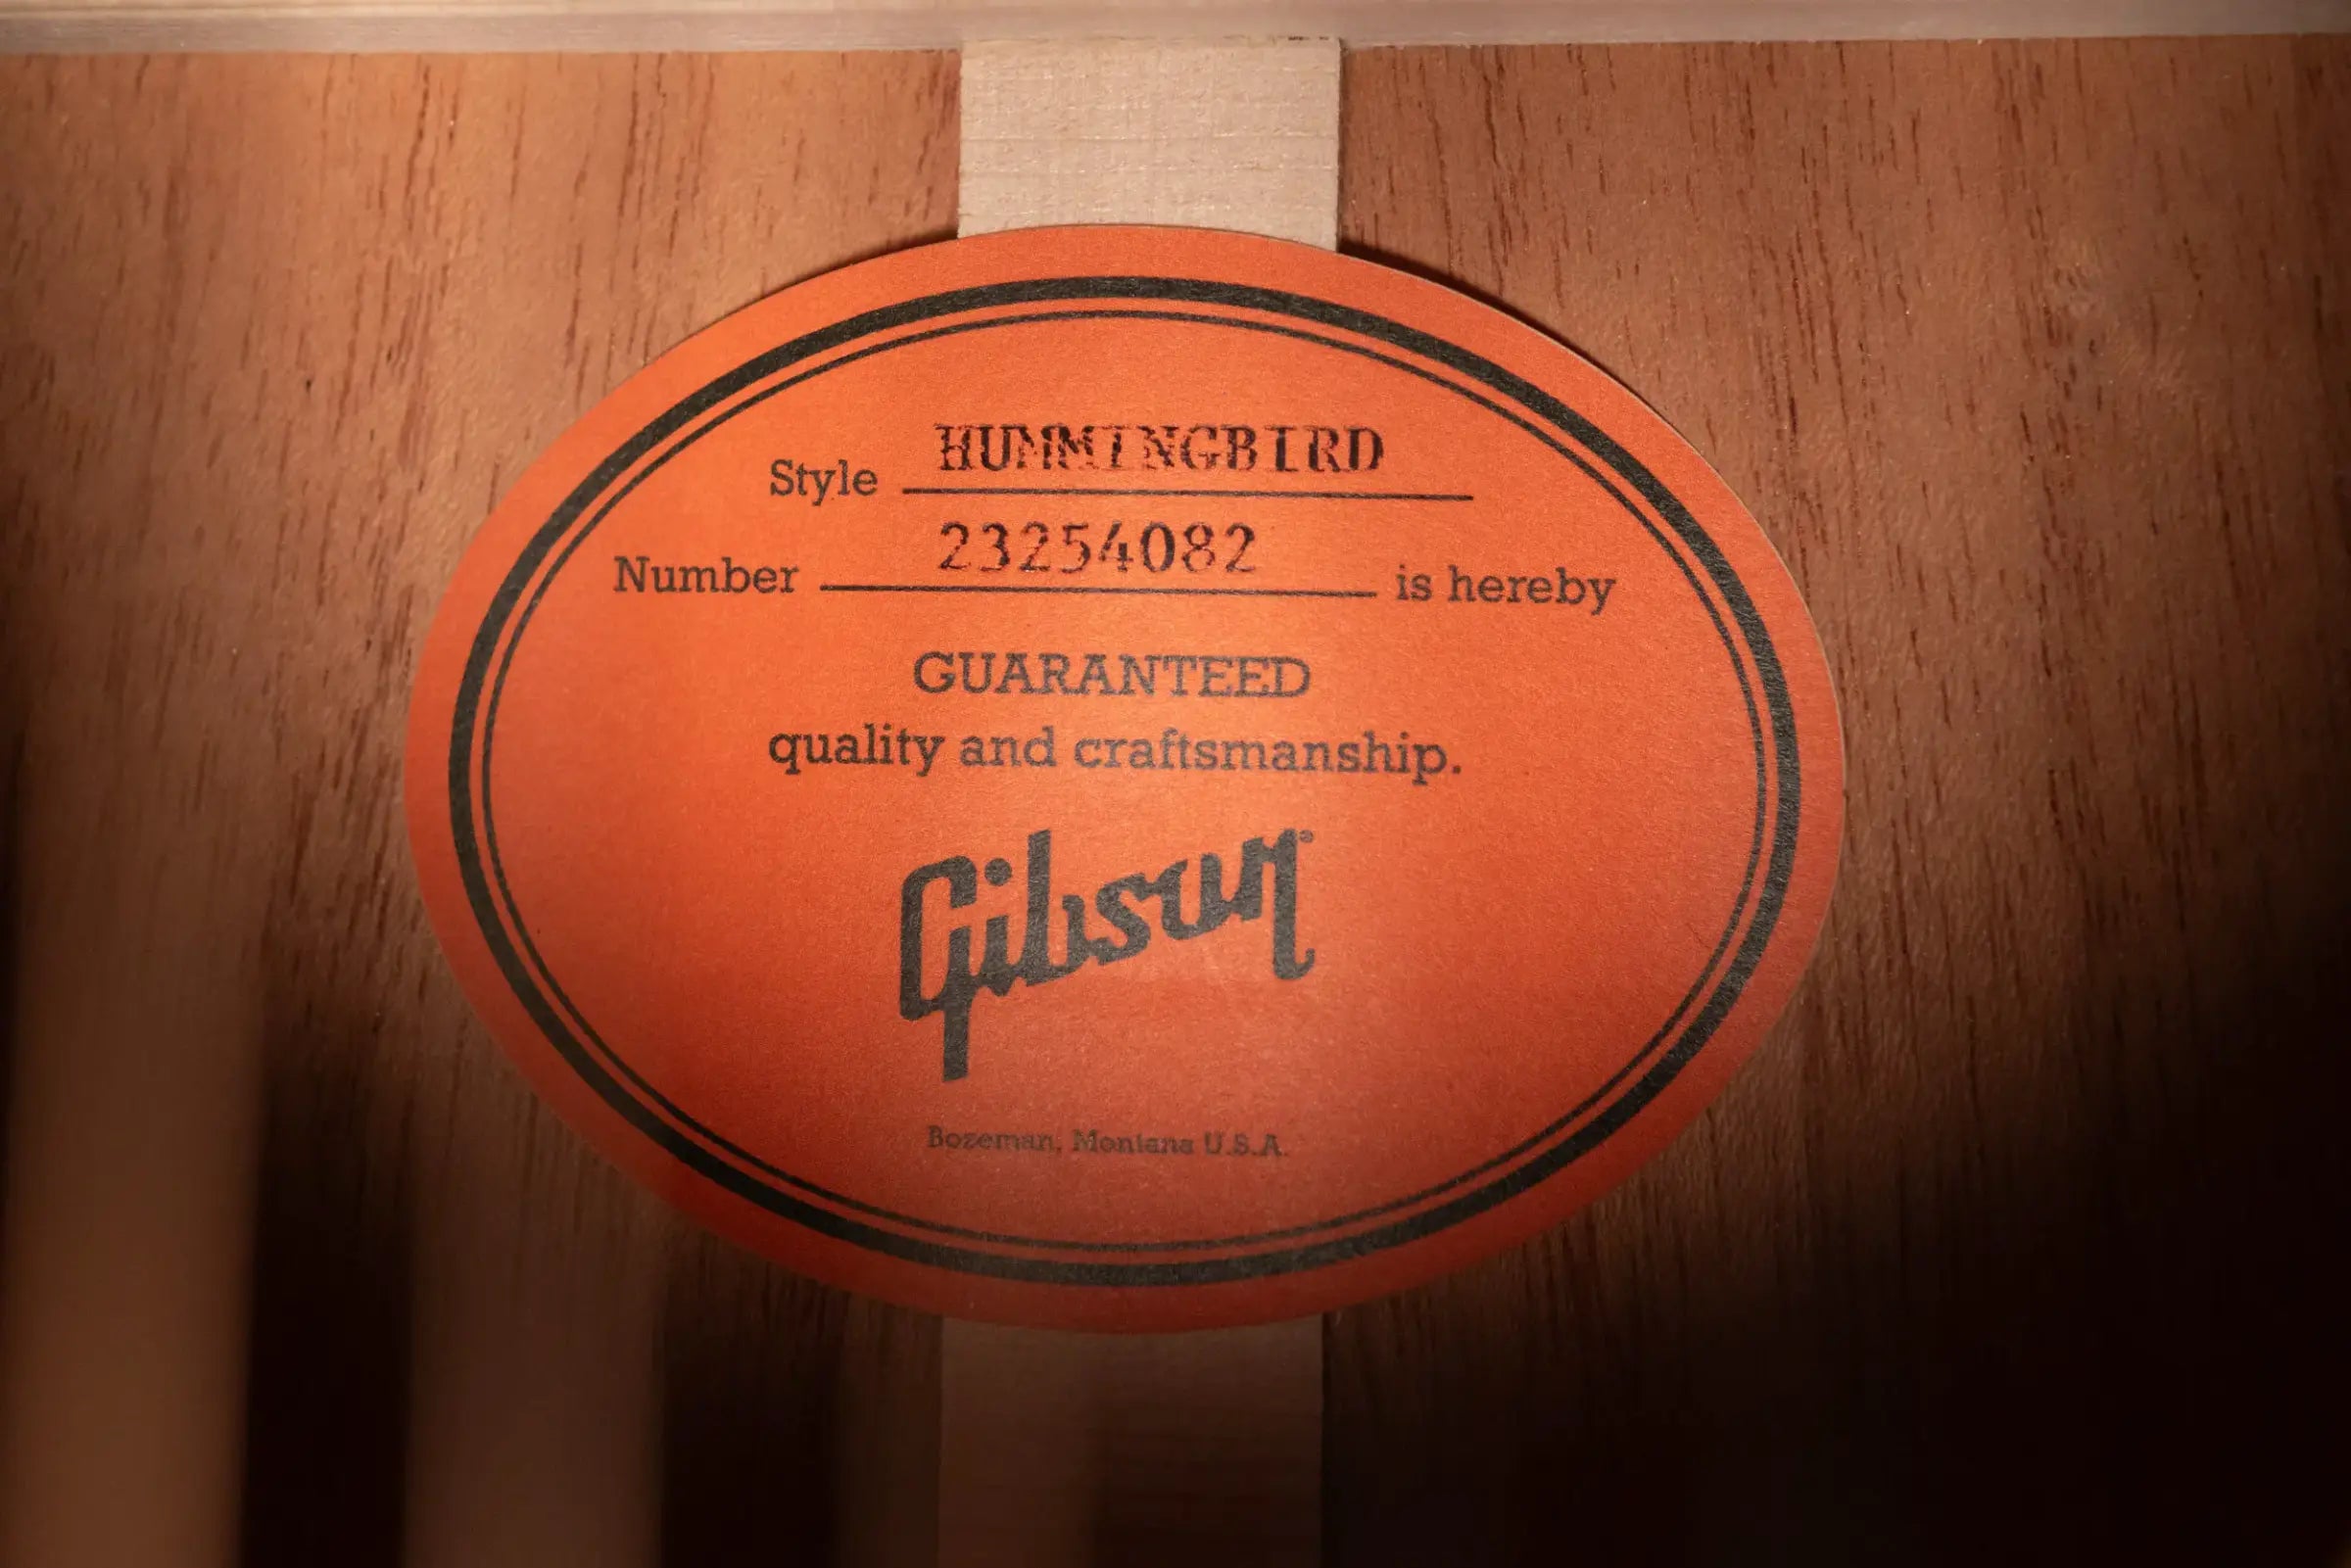 Style HUMMINGBIRD
Number 23254082 is hereby
GUARANTEED
quality and craftsmanship.
Gibson
Bozeman, Montana U.S.A.